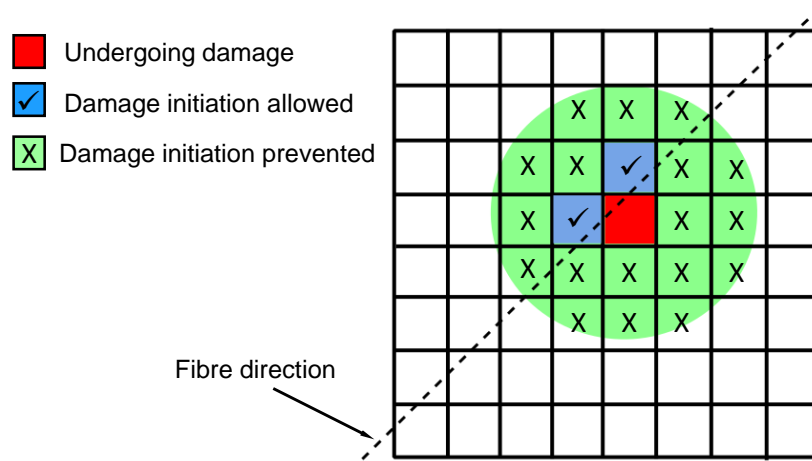 Undergoing damage
✓ Damage initiation allowed
X Damage initiation prevented
X X X
X X ✓ X X
X ✓ X X
X X X X X
X X X
Fibre direction